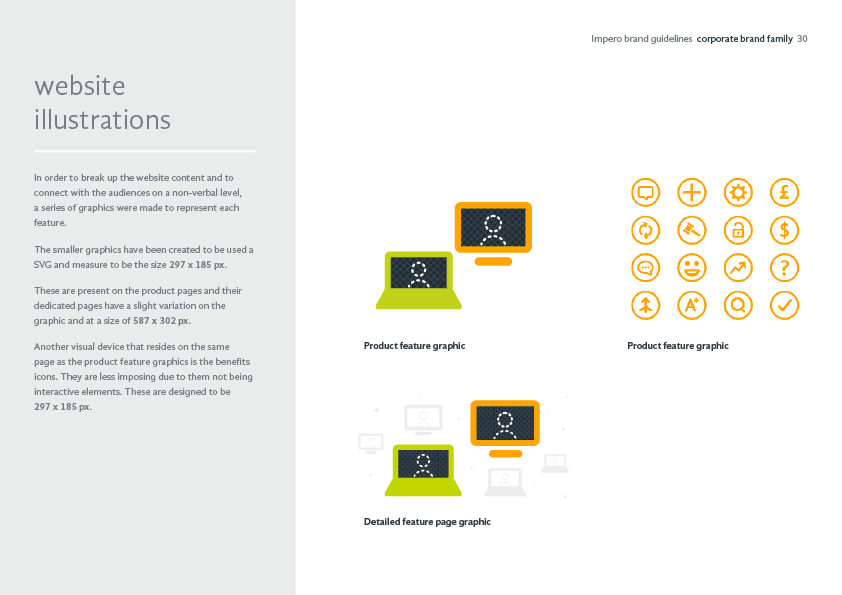 Impero brand guidelines corporate brand family 30
website
illustrations
In order to break up the website content and to
connect with the audiences on a non-verbal level,
a series of graphics were made to represent each
feature.
The smaller graphics have been created to be used a
SVG and measure to be the size 297 x 185 px.
These are present on the product pages and their
dedicated pages have a slight variation on the
graphic and at a size of 587 x 302 px.
Another visual device that resides on the same
page as the product feature graphics is the benefits
icons. They are less imposing due to them not being
interactive elements. These are designed to be
297 x 185 px.
£
$
?
A+
Product feature graphic
Product feature graphic
Detailed feature page graphic